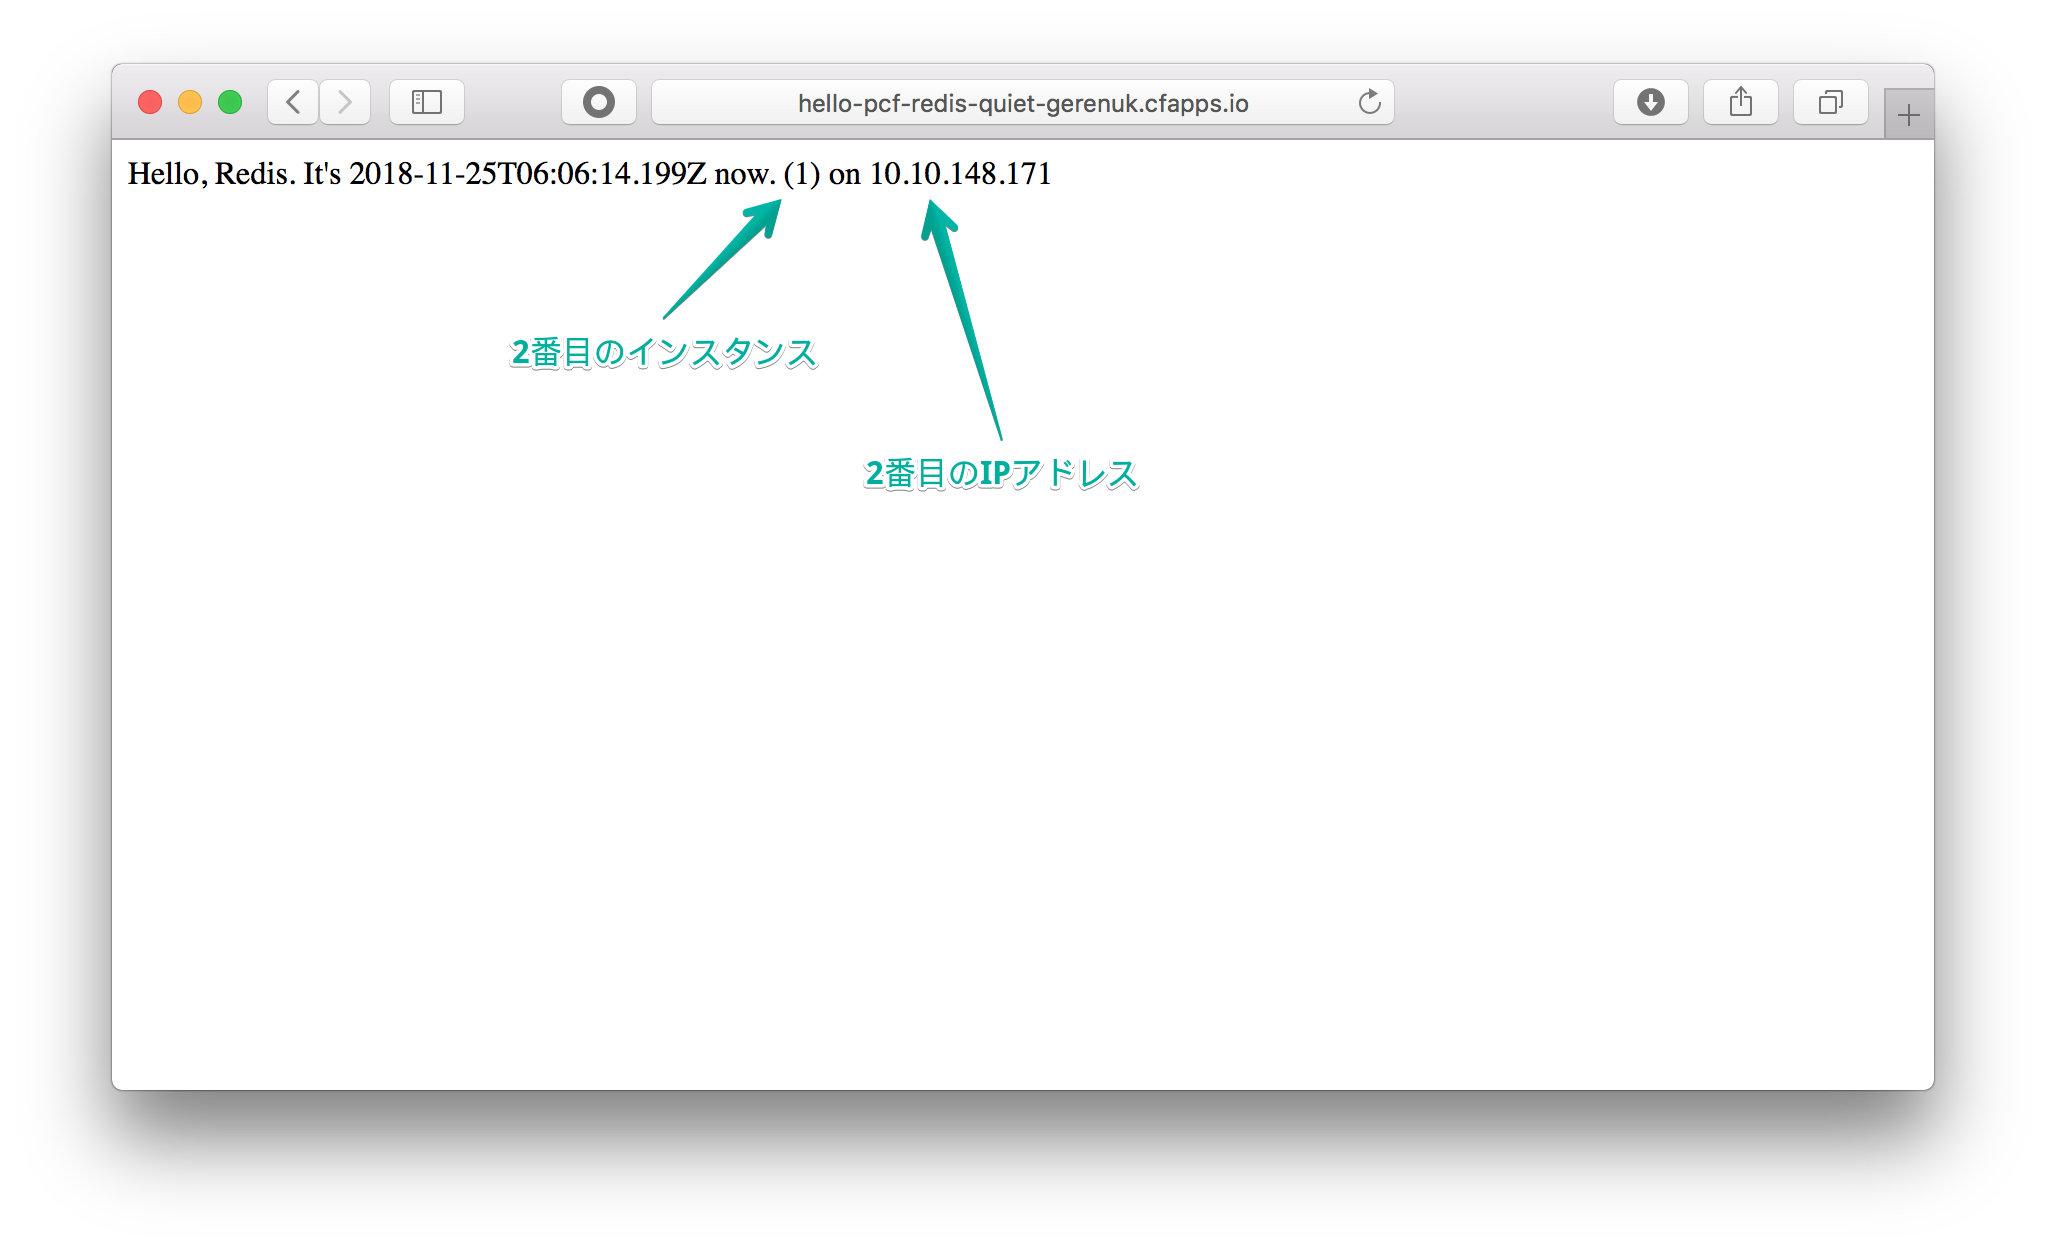 hello-pcf-redis-quiet-gerenuk.cfapps.io
Hello, Redis. It's 2018-11-25T06:06:14.199Z now. (1) on 10.10.148.171
2番目のインスタンス
2番目のIPアドレス